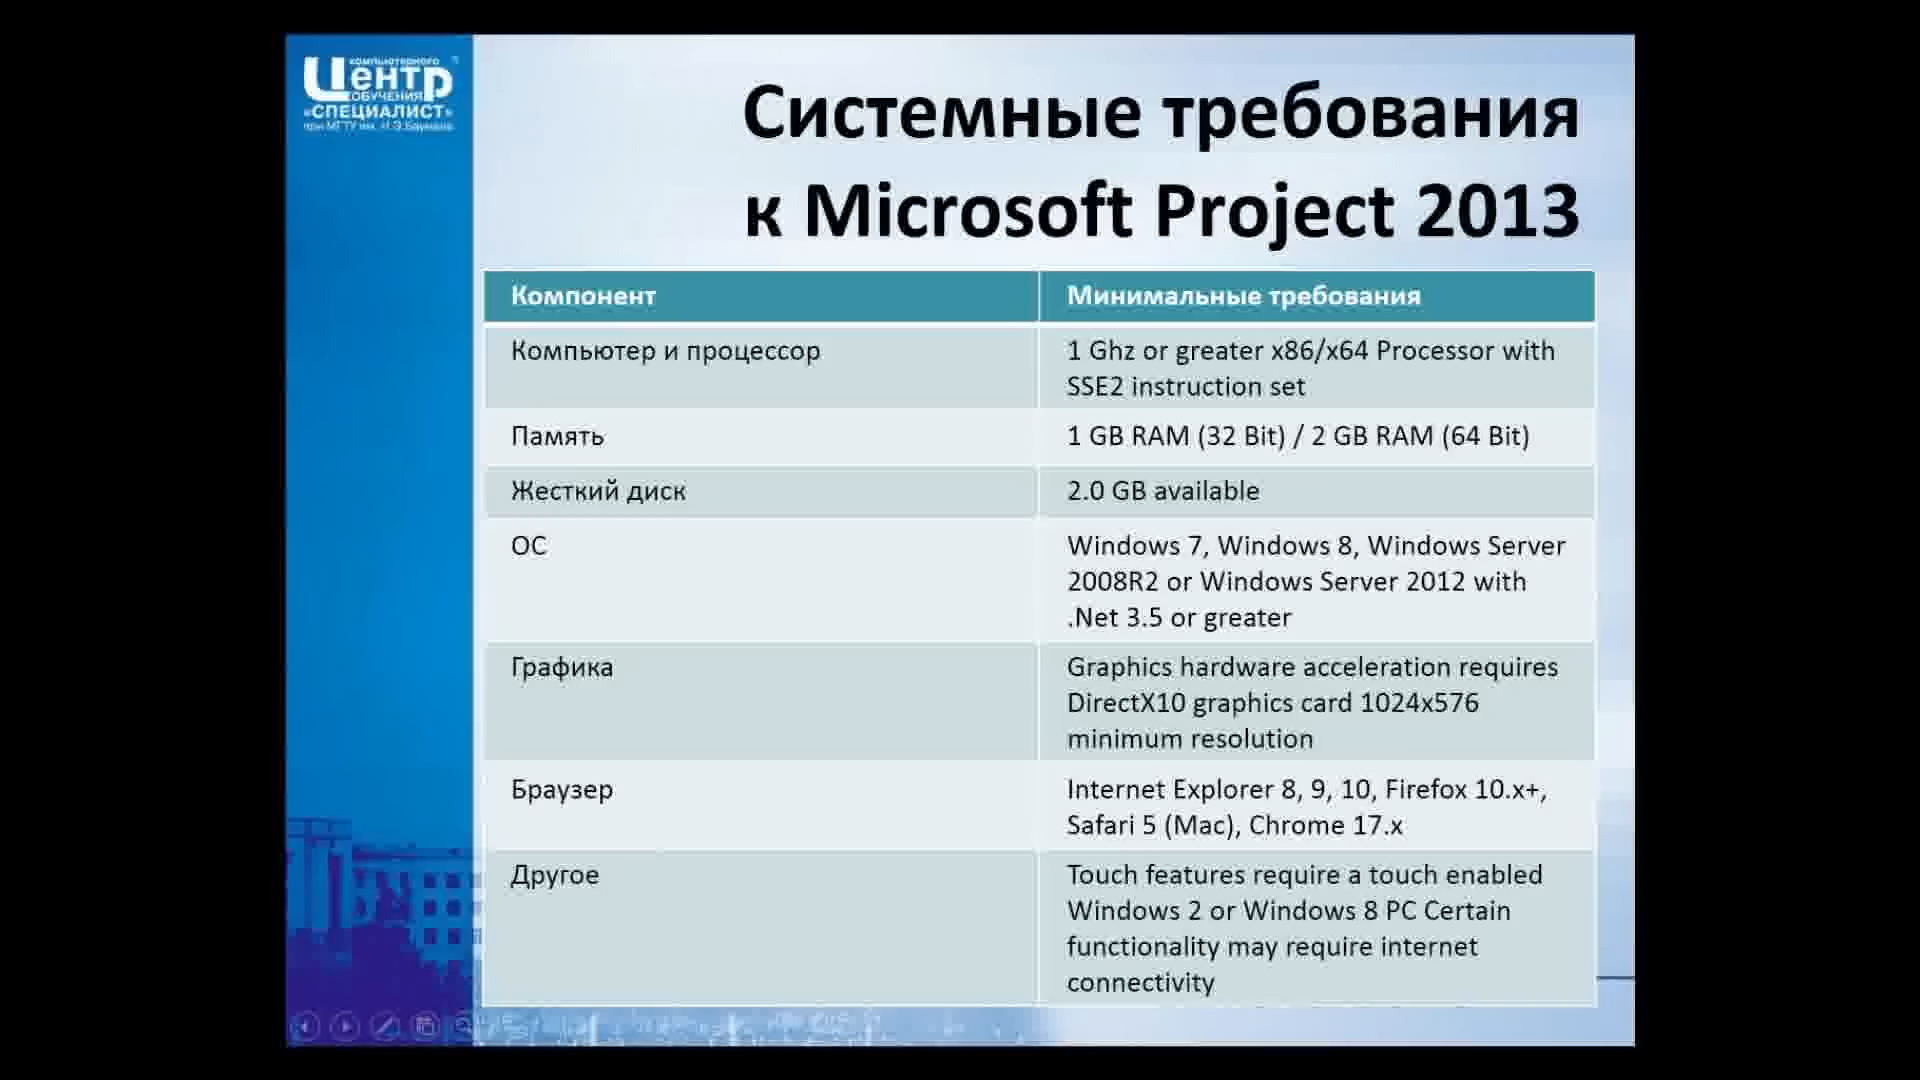 компьютерного
Центр
ОБУЧЕНИЯ
«СПЕЦИАЛИСТ»
при МГТУ им. Н.Э.Баумана
Системные требования
к Microsoft Project 2013
Компонент
Минимальные требования
Компьютер и процессор
1 Ghz or greater x86/x64 Processor with
SSE2 instruction set
Память
1 GB RAM (32 Bit) / 2 GB RAM (64 Bit)
Жесткий диск
2.0 GB available
ОС
Windows 7, Windows 8, Windows Server
2008R2 or Windows Server 2012 with
.Net 3.5 or greater
Графика
Graphics hardware acceleration requires
DirectX10 graphics card 1024x576
minimum resolution
Браузер
Internet Explorer 8, 9, 10, Firefox 10.x+,
Safari 5 (Mac), Chrome 17.x
Другое
Touch features require a touch enabled
Windows 2 or Windows 8 PC Certain
functionality may require internet
connectivity